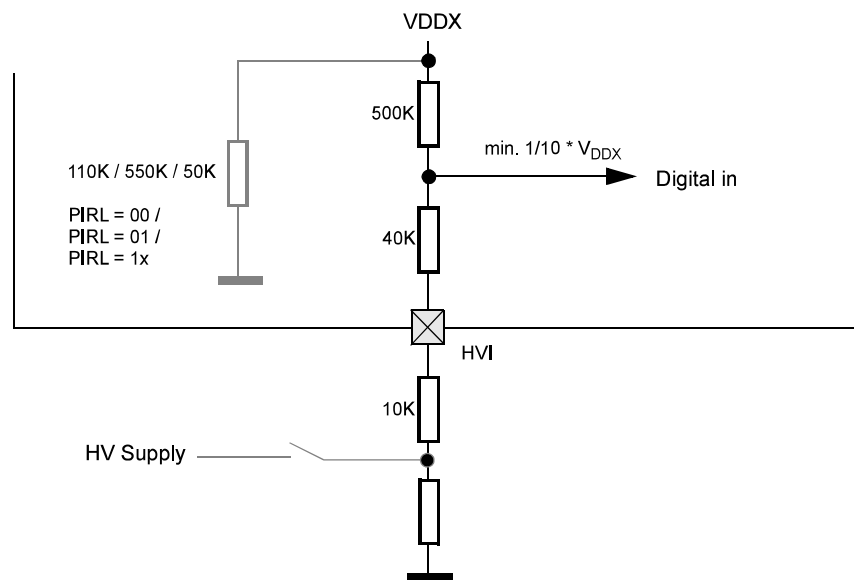 VDDX
500K
min. 1/10 * VDDX
110K / 550K / 50K
Digital in
PIRL = 00 /
PIRL = 01 /
PIRL = 1x
40K
HVI
10K
HV Supply